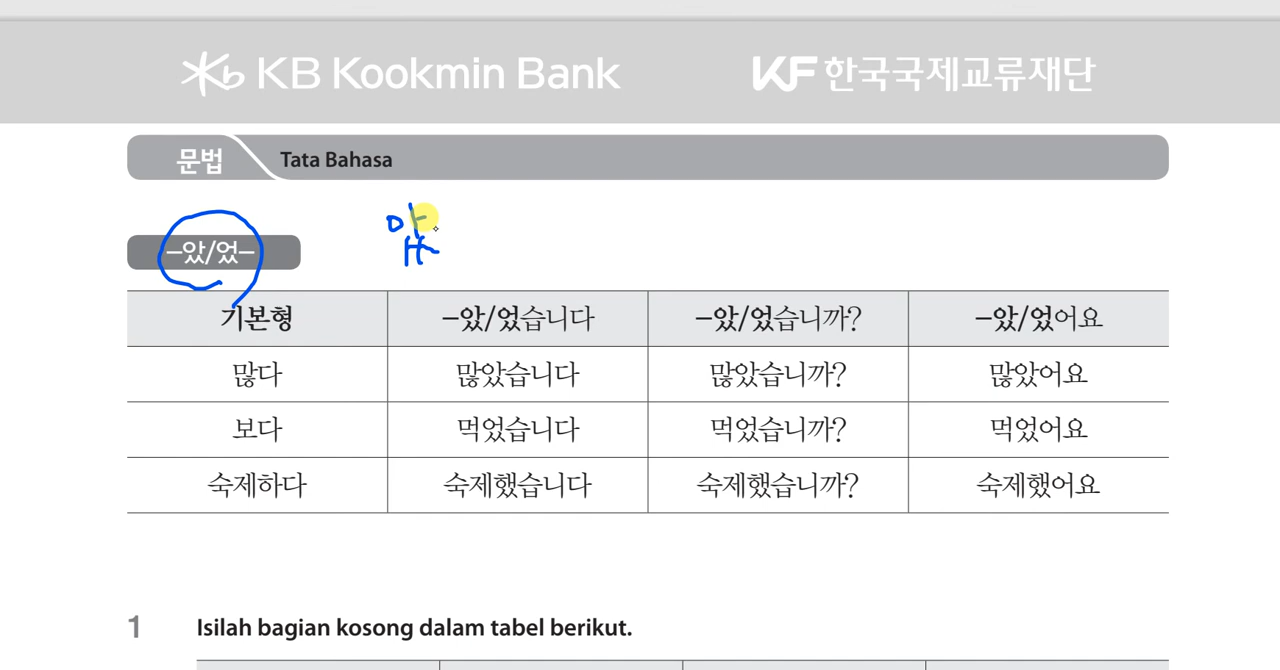 KB Kookmin Bank KF 한국국제교류재단
문법 Tata Bahasa
–았/었–
았
기본형 –았/었습니다 –았/었습니까? –았/었어요
많다 많았습니다 많았습니까? 많았어요
보다 먹었습니다 먹었습니까? 먹었어요
숙제하다 숙제했습니다 숙제했습니까? 숙제했어요
1 Isilah bagian kosong dalam tabel berikut.